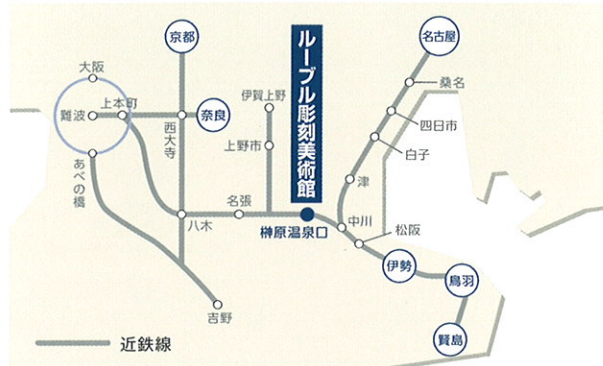 京都
名古屋
ルーブル彫刻美術館
大阪
桑名
伊賀上野
難波
上本町
奈良
四日市
西大寺
上野市
白子
あべの橋
津
名張
八木
榊原温泉口
中川
松阪
伊勢
鳥羽
吉野
賢島
近鉄線